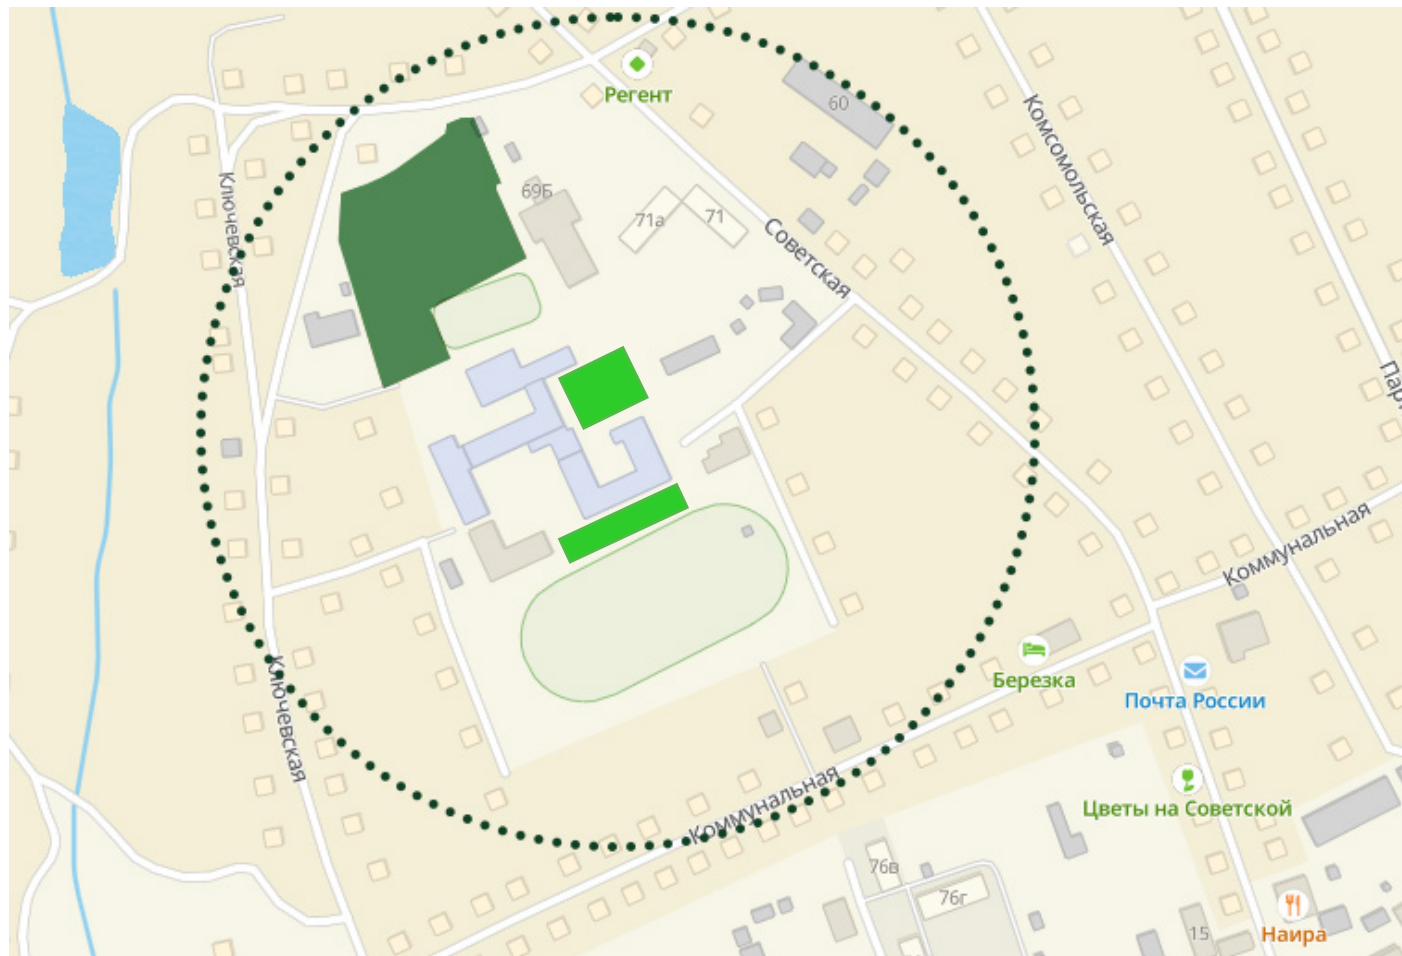 Регент
60
Комсомольская
Ключевская
69Б
71а
71
Советская
Пар
Коммунальная
Березка
Почта России
Ключевская
Цветы на Советской
Коммунальная
76в
76г
15
Наира